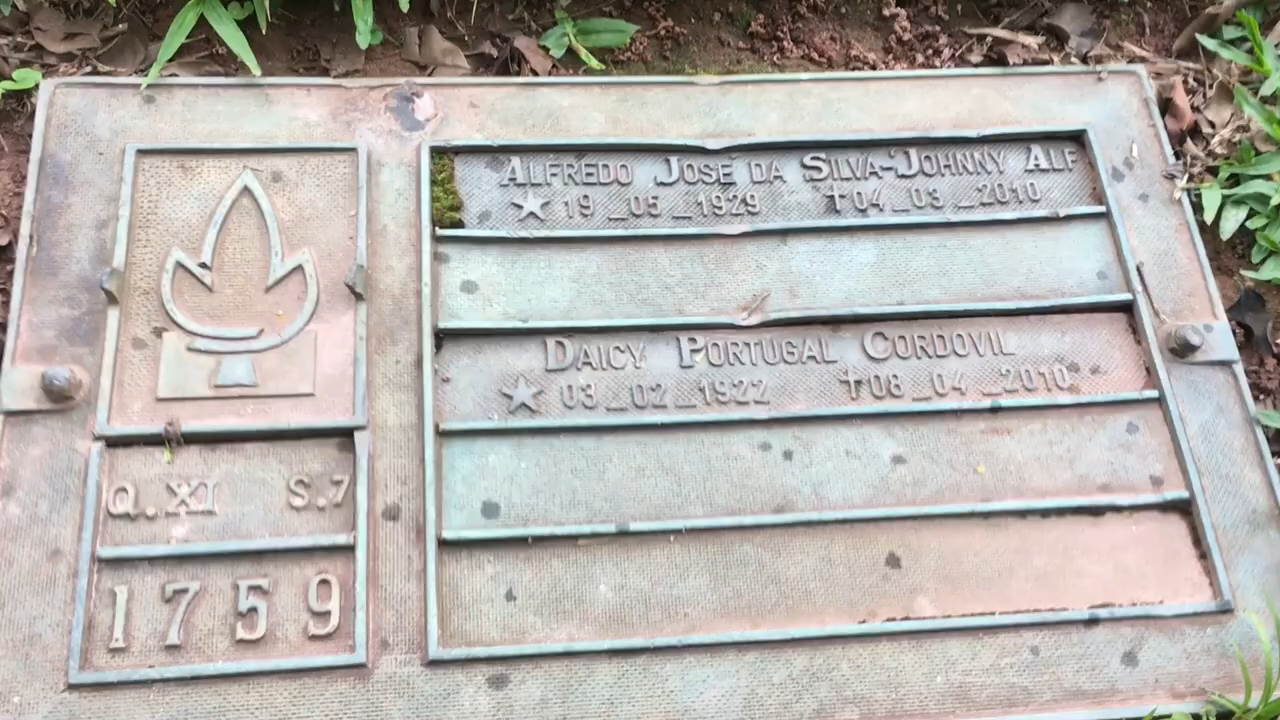 ALFREDO JOSÉ DA SILVA-JOHNNY ALF
★ 19_05_1929 ✝04_03_2010
DAICY PORTUGAL CORDOVIL
★ 03_02_1922 ✝08_04_2010
Q.XI S.7
1759